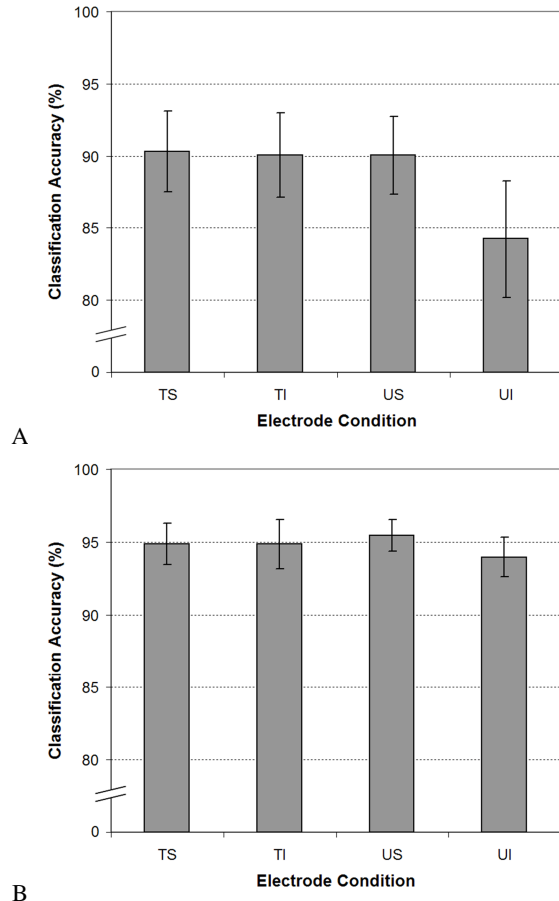 100
95
90
85
80
0
Classification Accuracy (%)
TS TI US UI
Electrode Condition
A
100
95
90
85
80
0
Classification Accuracy (%)
TS TI US UI
Electrode Condition
B